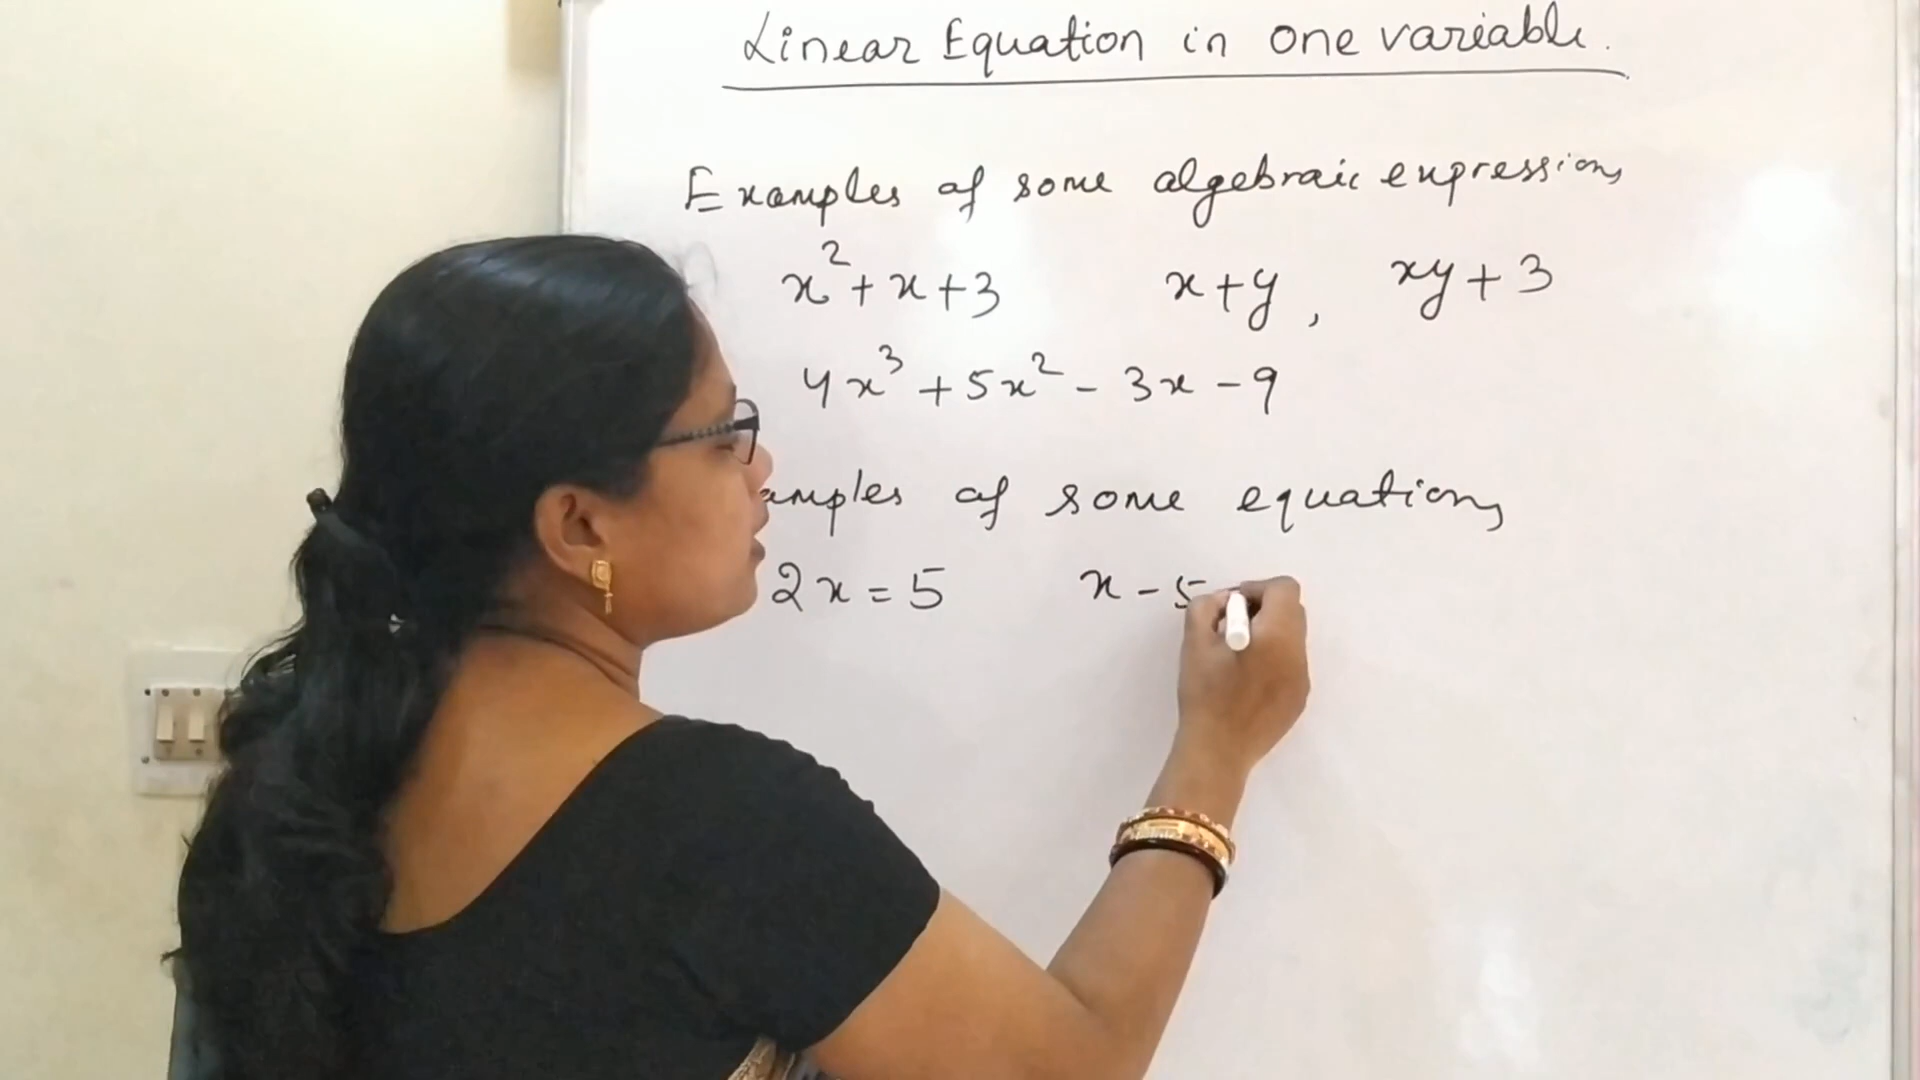 Linear Equation in one variable.
Examples of some algebraic expressions
x² + x + 3 x + y , xy + 3
4x³ + 5x² - 3x - 9
amples of some equations
2x = 5 x - 5